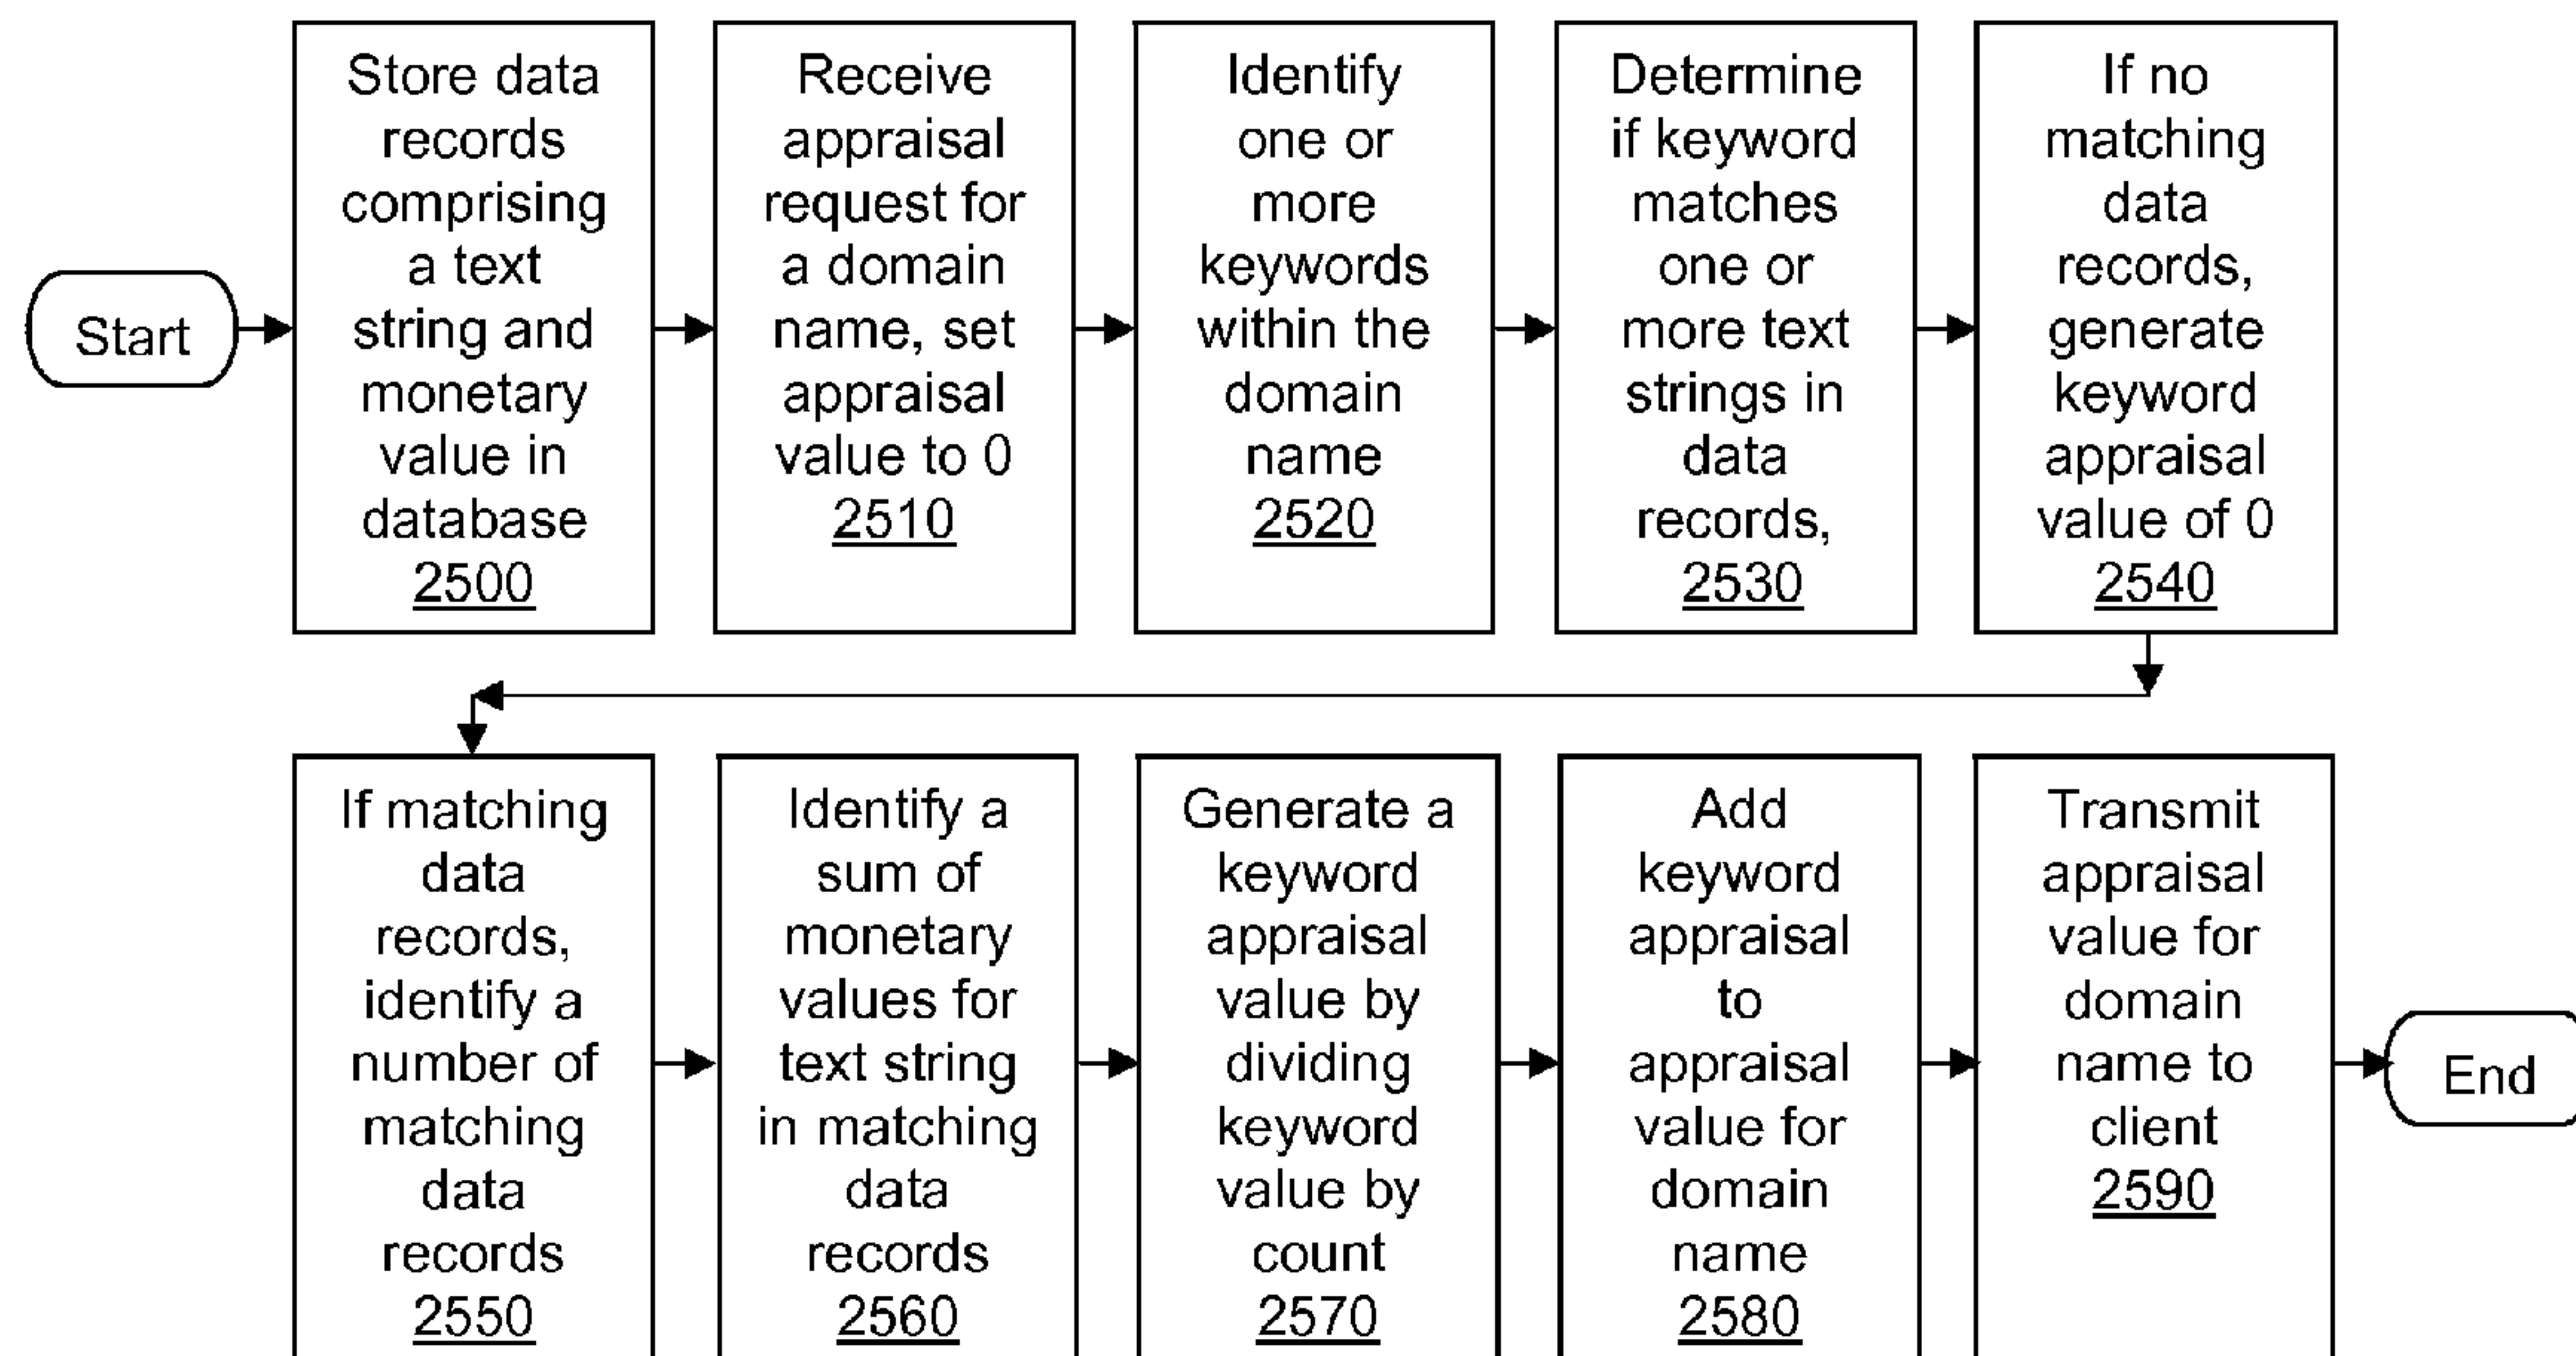 Start
Store data
records
comprising
a text
string and
monetary
value in
database
2500
Receive
appraisal
request for
a domain
name, set
appraisal
value to 0
2510
Identify
one or
more
keywords
within the
domain
name
2520
Determine
if keyword
matches
one or
more text
strings in
data
records,
2530
If no
matching
data
records,
generate
keyword
appraisal
value of 0
2540
If matching
data
records,
identify a
number of
matching
data
records
2550
Identify a
sum of
monetary
values for
text string
in matching
data
records
2560
Generate a
keyword
appraisal
value by
dividing
keyword
value by
count
2570
Add
keyword
appraisal
to
appraisal
value for
domain
name
2580
Transmit
appraisal
value for
domain
name to
client
2590
End